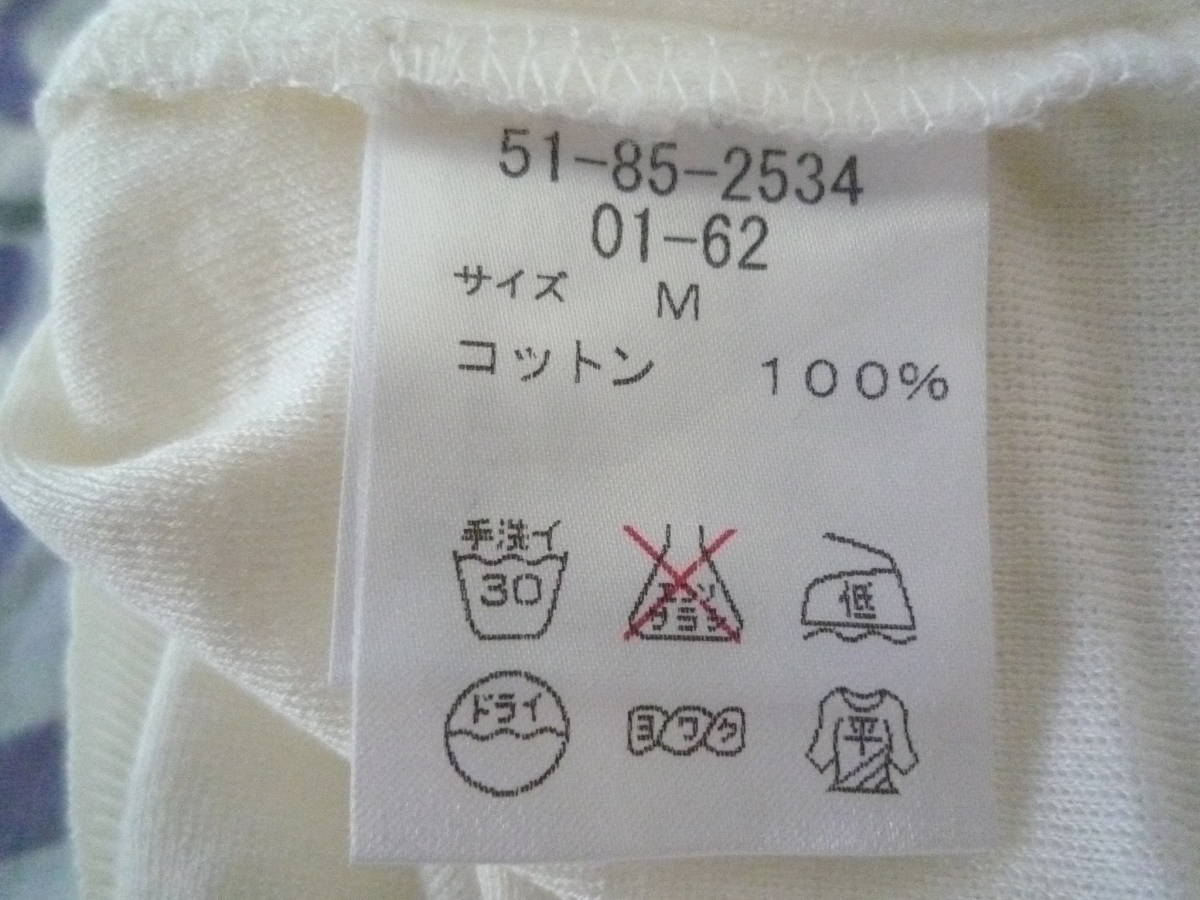 51-85-2534
01-62
サイズ M
コットン 100%
手洗イ
30
エンソ
サラシ
低
ドライ
ヨワク
平